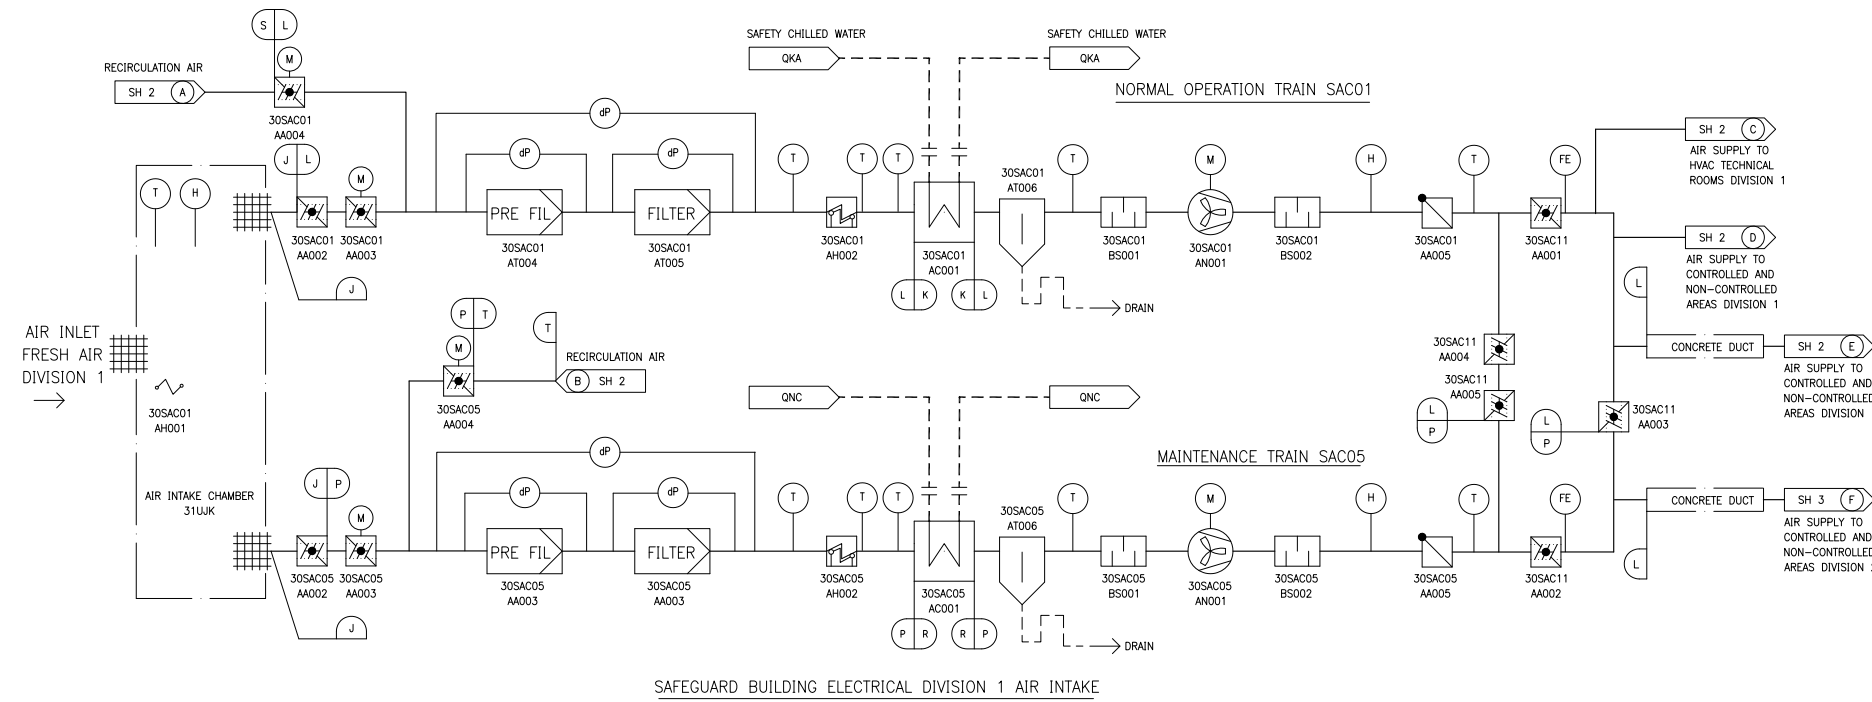 S L
M
RECIRCULATION AIR
SH 2 A
30SAC01
AA004
SAFETY CHILLED WATER
QKA
SAFETY CHILLED WATER
QKA
NORMAL OPERATION TRAIN SAC01
dP
dP
dP
T
T
T
T
M
H
T
FE
SH 2 C
AIR SUPPLY TO
HVAC TECHNICAL
ROOMS DIVISION 1
T
H
J L
M
30SAC01
AA002
30SAC01
AA003
J
PRE FIL
30SAC01
AT004
FILTER
30SAC01
AT005
30SAC01
AH002
30SAC01
AC001
L K
K L
30SAC01
AT006
DRAIN
30SAC01
BS001
30SAC01
AN001
30SAC01
BS002
30SAC01
AA005
30SAC11
AA001
SH 2 D
AIR SUPPLY TO
CONTROLLED AND
NON-CONTROLLED
AREAS DIVISION 1
L
AIR INLET
FRESH AIR
DIVISION 1
30SAC01
AH001
P T
M
30SAC05
AA004
T
RECIRCULATION AIR
B SH 2
QNC
QNC
30SAC11
AA004
30SAC11
AA005
L
P
L
P
30SAC11
AA003
CONCRETE DUCT
SH 2 E
AIR SUPPLY TO
CONTROLLED AND
NON-CONTROLLED
AREAS DIVISION
MAINTENANCE TRAIN SAC05
AIR INTAKE CHAMBER
31UJK
J P
M
30SAC05
AA002
30SAC05
AA003
J
dP
dP
dP
PRE FIL
30SAC05
AA003
FILTER
30SAC05
AA003
T
T
T
30SAC05
AH002
30SAC05
AC001
P R
R P
30SAC05
AT006
DRAIN
T
30SAC05
BS001
M
30SAC05
AN001
30SAC05
BS002
H
T
30SAC05
AA005
FE
30SAC11
AA002
CONCRETE DUCT
L
SH 3 F
AIR SUPPLY TO
CONTROLLED AND
NON-CONTROLLED
AREAS DIVISION
SAFEGUARD BUILDING ELECTRICAL DIVISION 1 AIR INTAKE